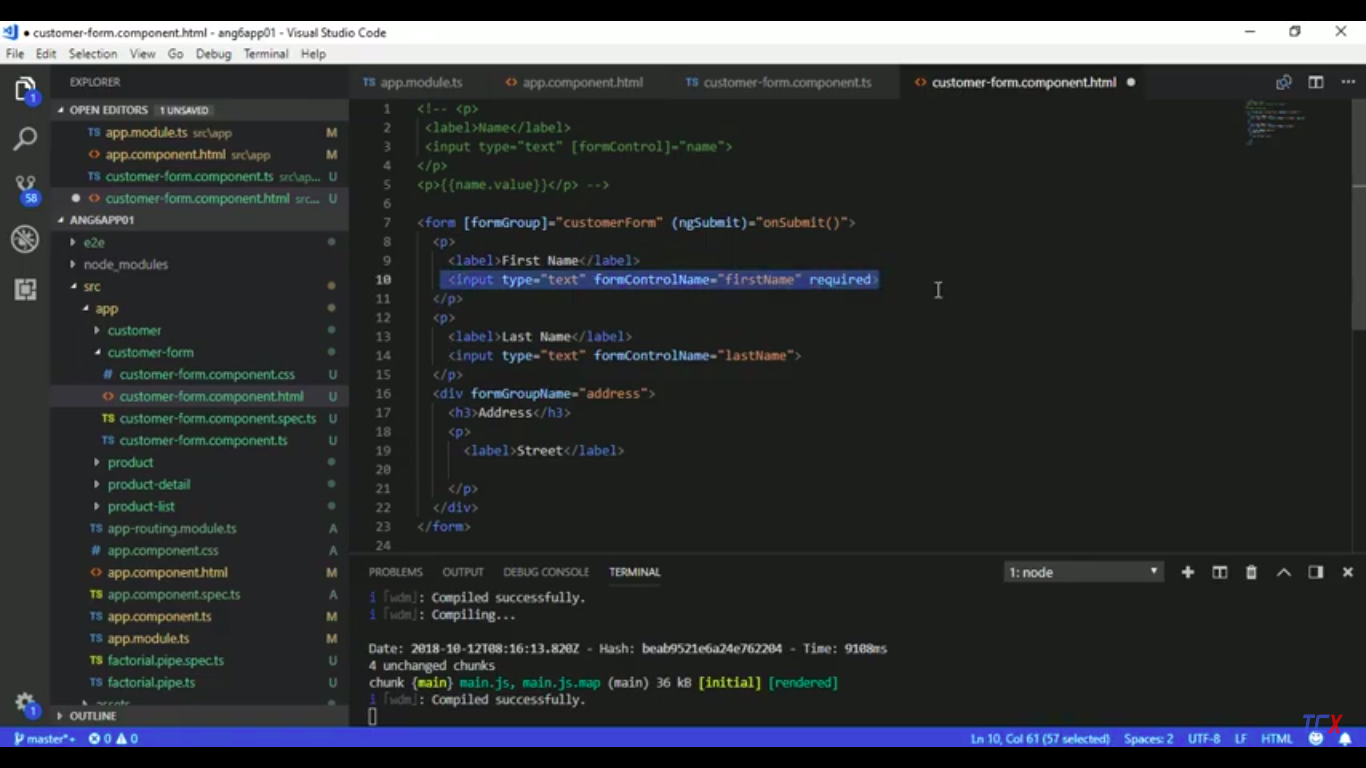 customer-form.component.html - ang6app01 - Visual Studio Code
File Edit Selection View Go Debug Terminal Help
EXPLORER
OPEN EDITORS 1 UNSAVED
TS app.module.ts src\app M
<> app.component.html src\app M
TS customer-form.component.ts src\ap... U
● <> customer-form.component.html src... U
ANG6APP01
e2e
node_modules
src
app
customer
customer-form
# customer-form.component.css U
<> customer-form.component.html U
TS customer-form.component.spec.ts U
TS customer-form.component.ts U
product
product-detail
product-list
TS app-routing.module.ts A
# app.component.css A
<> app.component.html M
TS app.component.spec.ts A
TS app.component.ts M
TS app.module.ts M
TS factorial.pipe.spec.ts U
TS factorial.pipe.ts U
OUTLINE
1
58
1
TS app.module.ts <> app.component.html TS customer-form.component.ts <> customer-form.component.html ●
1 <!-- <p>
2 <label>Name</label>
3 <input type="text" [formControl]="name">
4 </p>
5 <p>{{name.value}}</p> -->
6
7 <form [formGroup]="customerForm" (ngSubmit)="onSubmit()">
8 <p>
9 <label>First Name</label>
10 <input type="text" formControlName="firstName" required>
11 </p>
12 <p>
13 <label>Last Name</label>
14 <input type="text" formControlName="lastName">
15 </p>
16 <div formGroupName="address">
17 <h3>Address</h3>
18 <p>
19 <label>Street</label>
20
21 </p>
22 </div>
23 </form>
24
PROBLEMS OUTPUT DEBUG CONSOLE TERMINAL 1: node
i ｢wdm｣: Compiled successfully.
i ｢wdm｣: Compiling...
Date: 2018-10-12T08:16:13.820Z - Hash: beab9521e6a24e762204 - Time: 9108ms
4 unchanged chunks
chunk {main} main.js, main.js.map (main) 36 kB [initial] [rendered]
i ｢wdm｣: Compiled successfully.
TCX
master*+ 0 0 Ln 10, Col 61 (57 selected) Spaces: 2 UTF-8 LF HTML